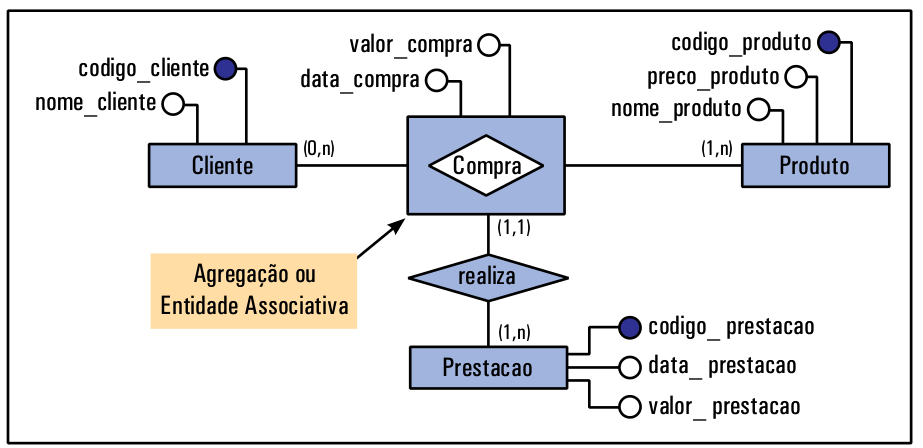 valor_compra
codigo_produto
codigo_cliente
data_compra
preco_produto
nome_cliente
nome_produto
(0,n)
(1,n)
Cliente
Compra
Produto
(1,1)
Agregação ou
Entidade Associativa
realiza
(1,n)
codigo_ prestacao
Prestacao
data_ prestacao
valor_ prestacao